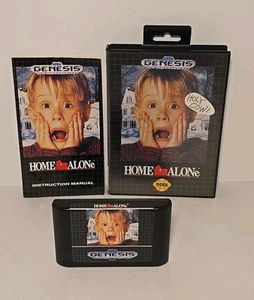 GENESIS
HOME ALONe
INSTRUCTION MANUAL
GENESIS
HOLY
COW!
HOME ALONe
SEGA
HOME ALONe
GENESIS